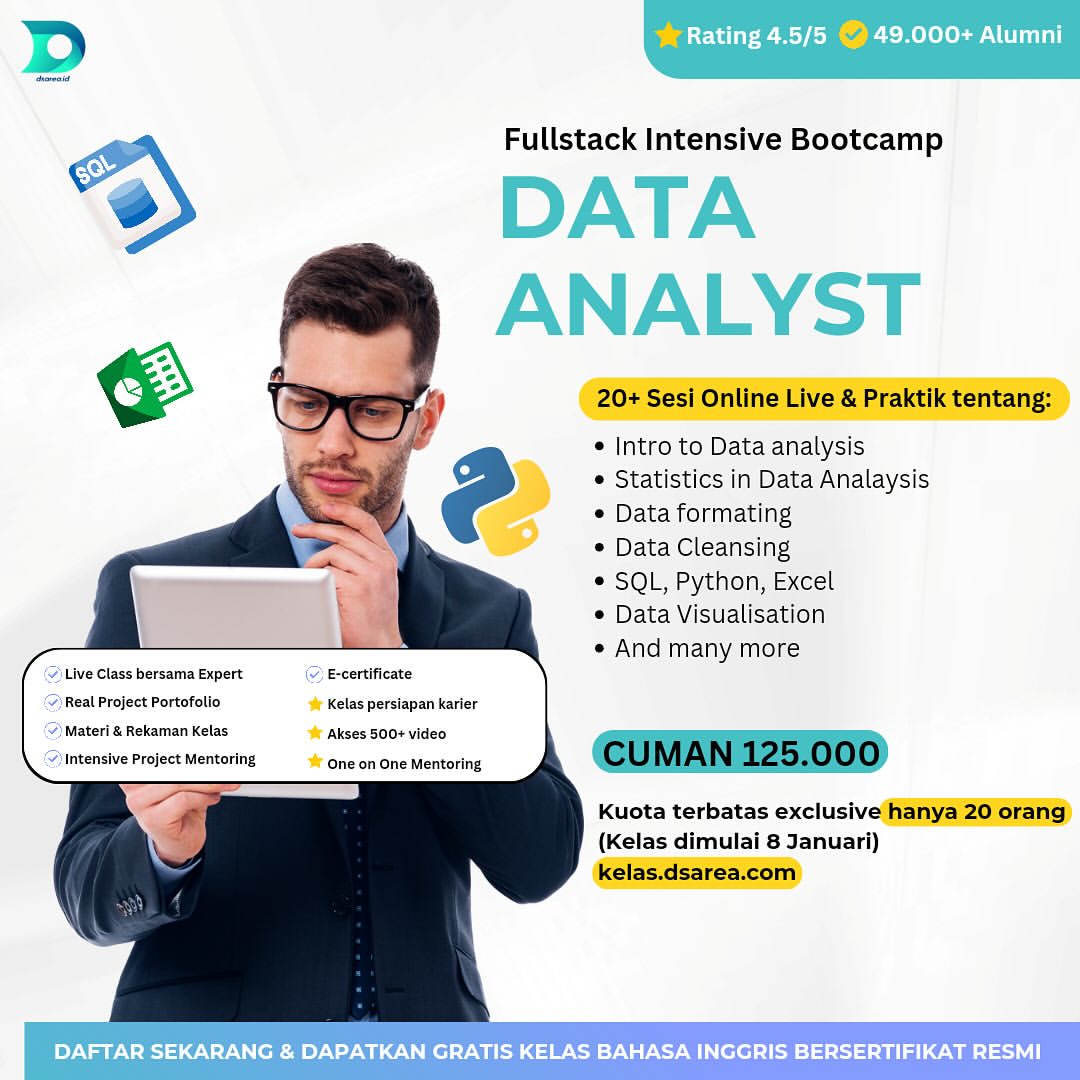 dsarea.id
Rating 4.5/5 49.000+ Alumni
Fullstack Intensive Bootcamp
DATA
ANALYST
SQL
20+ Sesi Online Live & Praktik tentang:
Intro to Data analysis
Statistics in Data Analaysis
Data formating
Data Cleansing
SQL, Python, Excel
Data Visualisation
And many more
Live Class bersama Expert
Real Project Portofolio
Materi & Rekaman Kelas
Intensive Project Mentoring
E-certificate
Kelas persiapan karier
Akses 500+ video
One on One Mentoring
CUMAN 125.000
Kuota terbatas exclusive hanya 20 orang
(Kelas dimulai 8 Januari)
kelas.dsarea.com
DAFTAR SEKARANG & DAPATKAN GRATIS KELAS BAHASA INGGRIS BERSERTIFIKAT RESMI